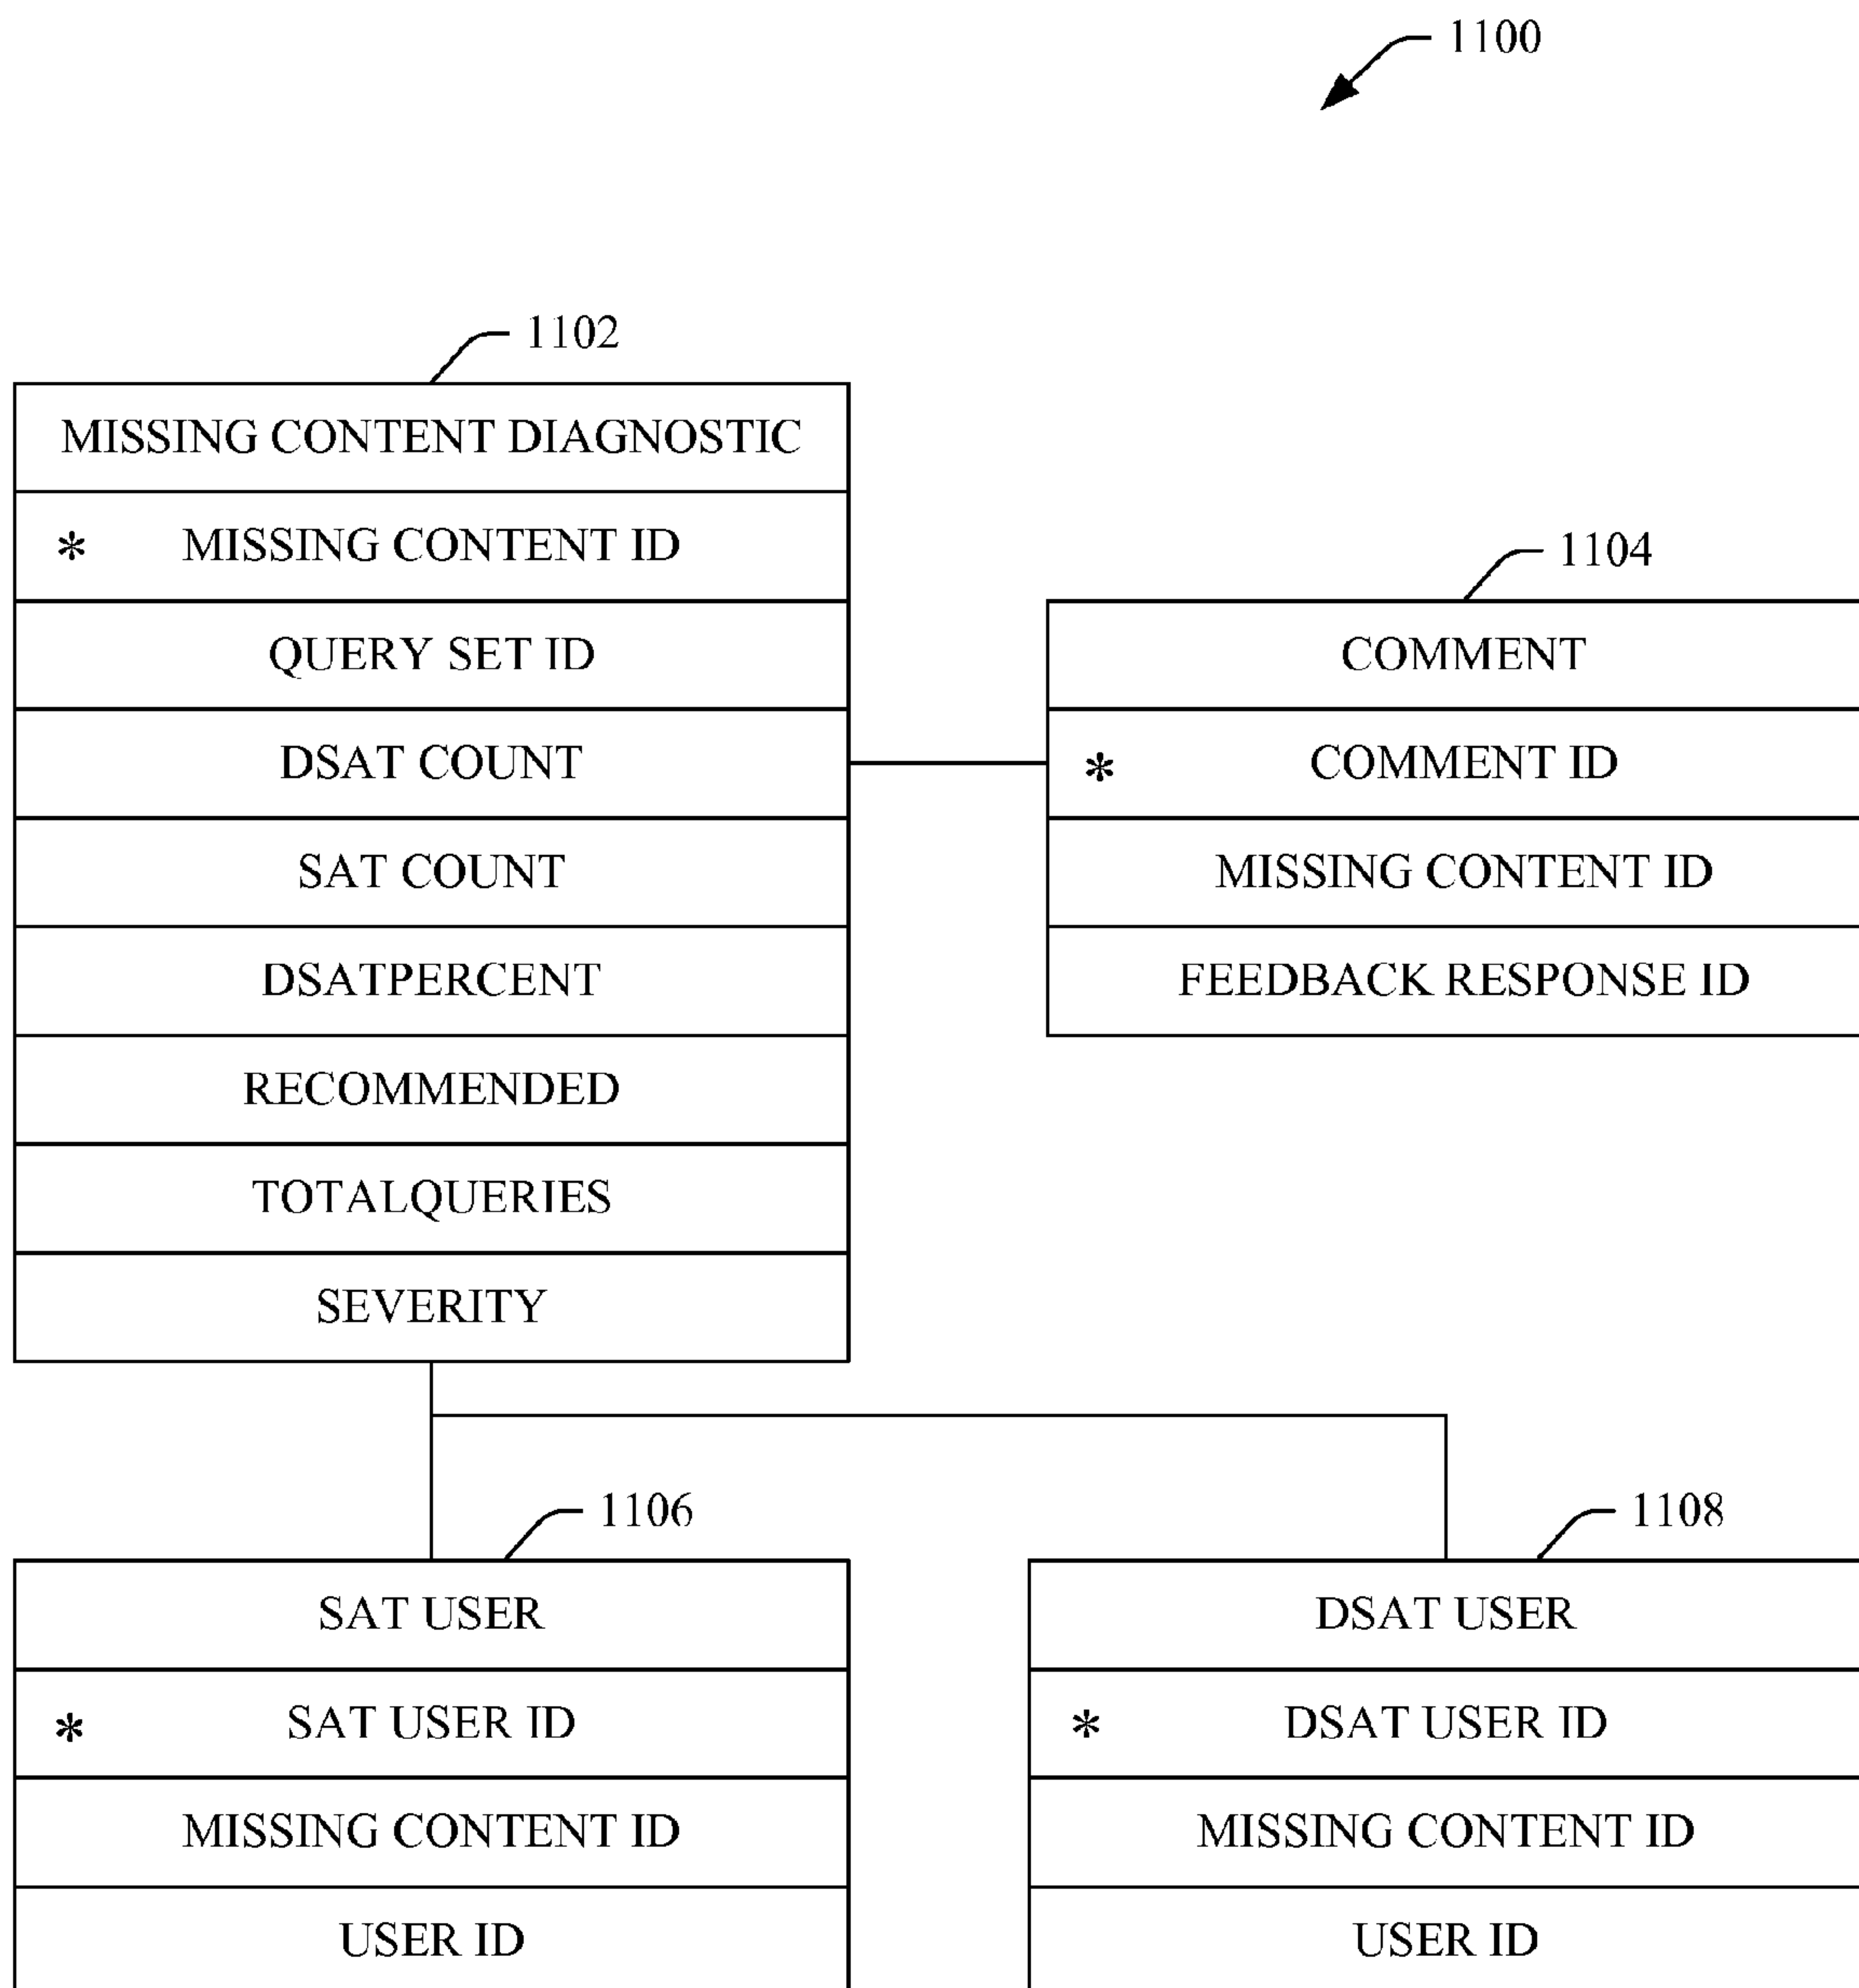 1100
1102
MISSING CONTENT DIAGNOSTIC
* MISSING CONTENT ID
QUERY SET ID
DSAT COUNT
SAT COUNT
DSATPERCENT
RECOMMENDED
TOTALQUERIES
SEVERITY
1104
COMMENT
* COMMENT ID
MISSING CONTENT ID
FEEDBACK RESPONSE ID
1106
SAT USER
* SAT USER ID
MISSING CONTENT ID
USER ID
1108
DSAT USER
* DSAT USER ID
MISSING CONTENT ID
USER ID